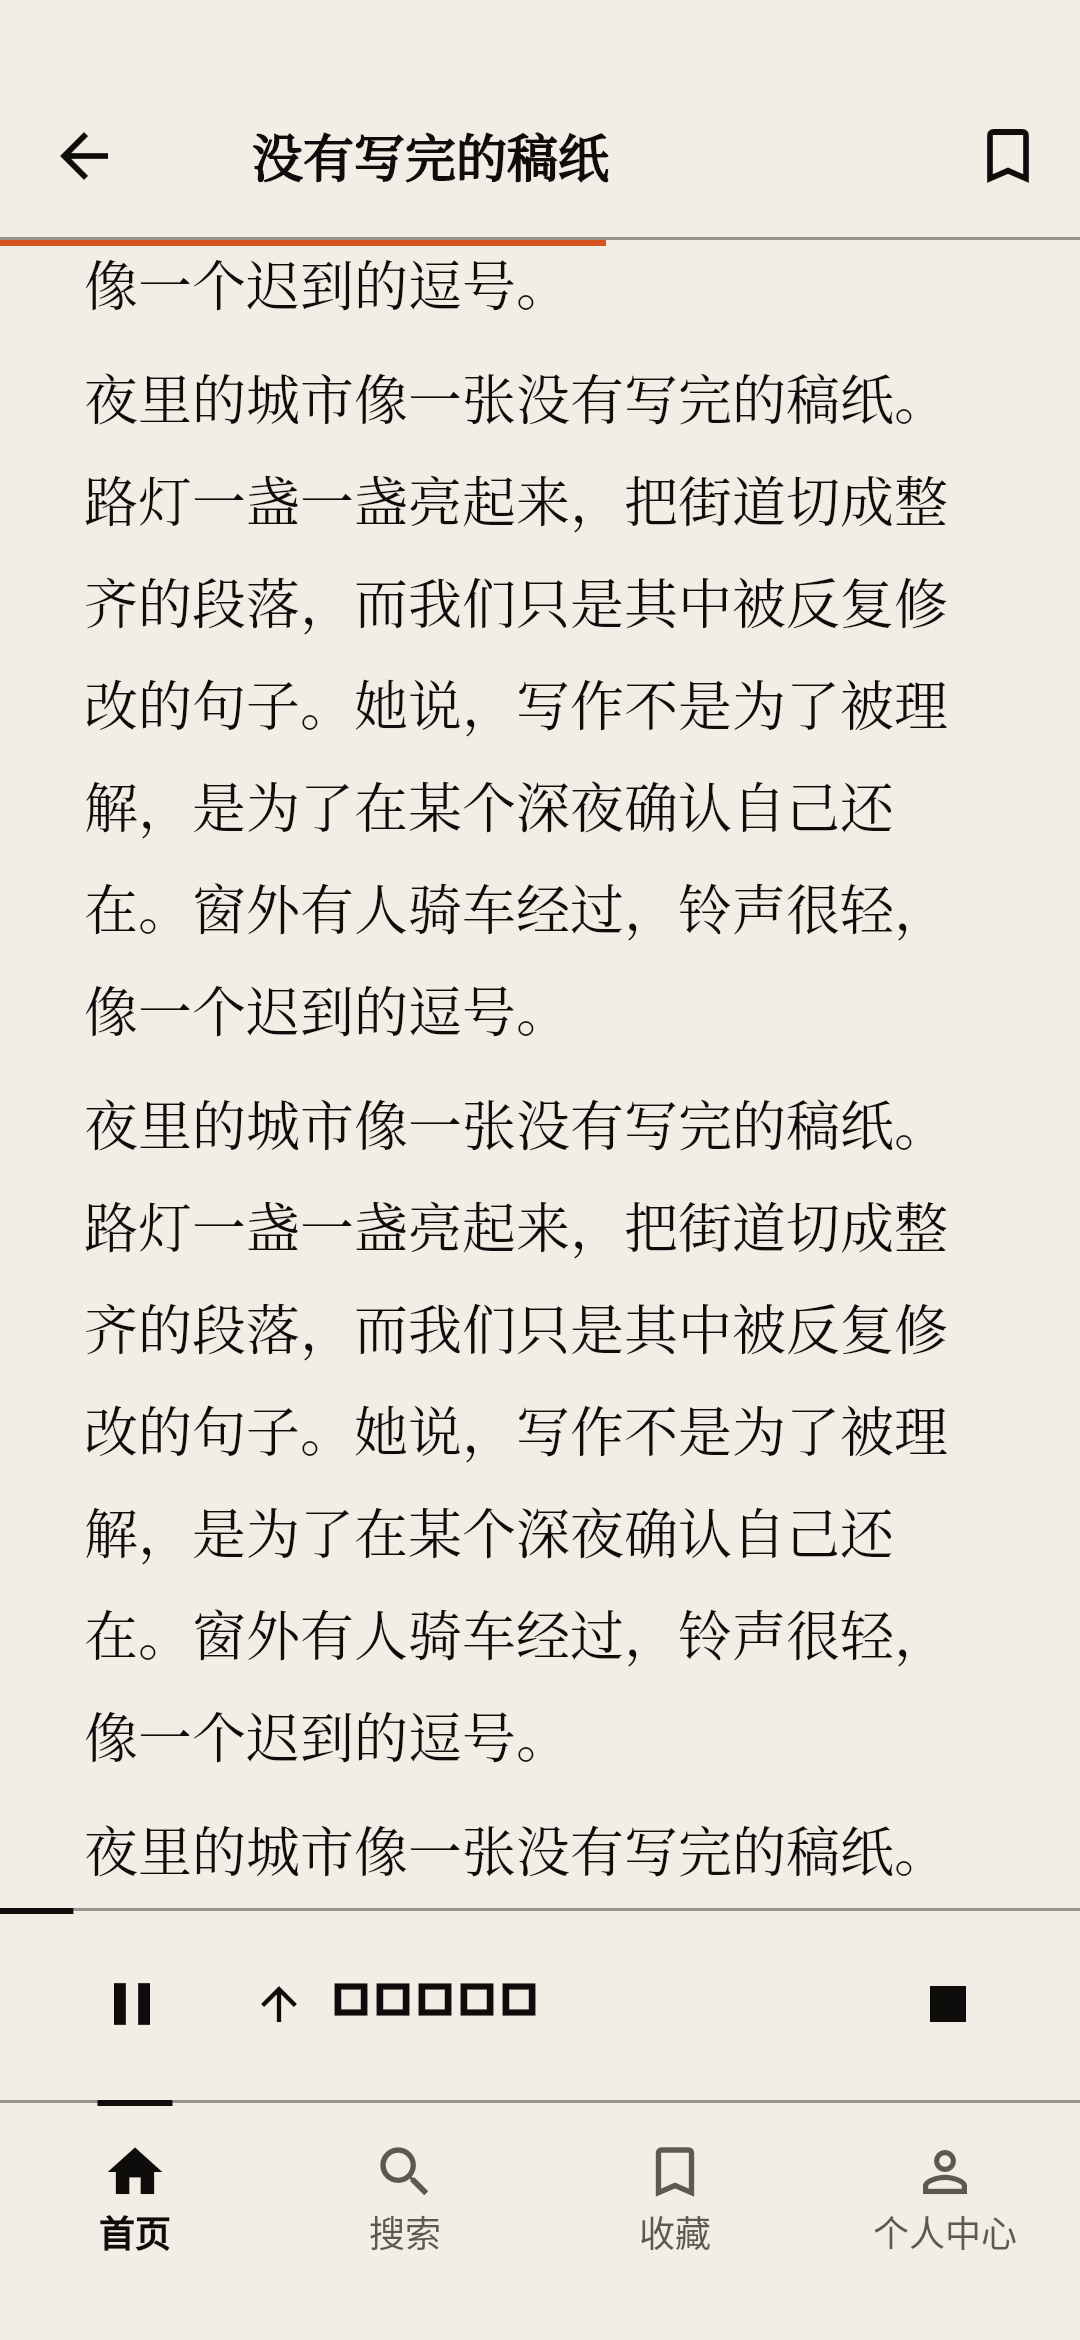 没有写完的稿纸
像一个迟到的逗号。
夜里的城市像一张没有写完的稿纸。
路灯一盏一盏亮起来，把街道切成整
齐的段落，而我们只是其中被反复修
改的句子。她说，写作不是为了被理
解，是为了在某个深夜确认自己还
在。窗外有人骑车经过，铃声很轻，
像一个迟到的逗号。
夜里的城市像一张没有写完的稿纸。
路灯一盏一盏亮起来，把街道切成整
齐的段落，而我们只是其中被反复修
改的句子。她说，写作不是为了被理
解，是为了在某个深夜确认自己还
在。窗外有人骑车经过，铃声很轻，
像一个迟到的逗号。
夜里的城市像一张没有写完的稿纸。
首页
搜索
收藏
个人中心